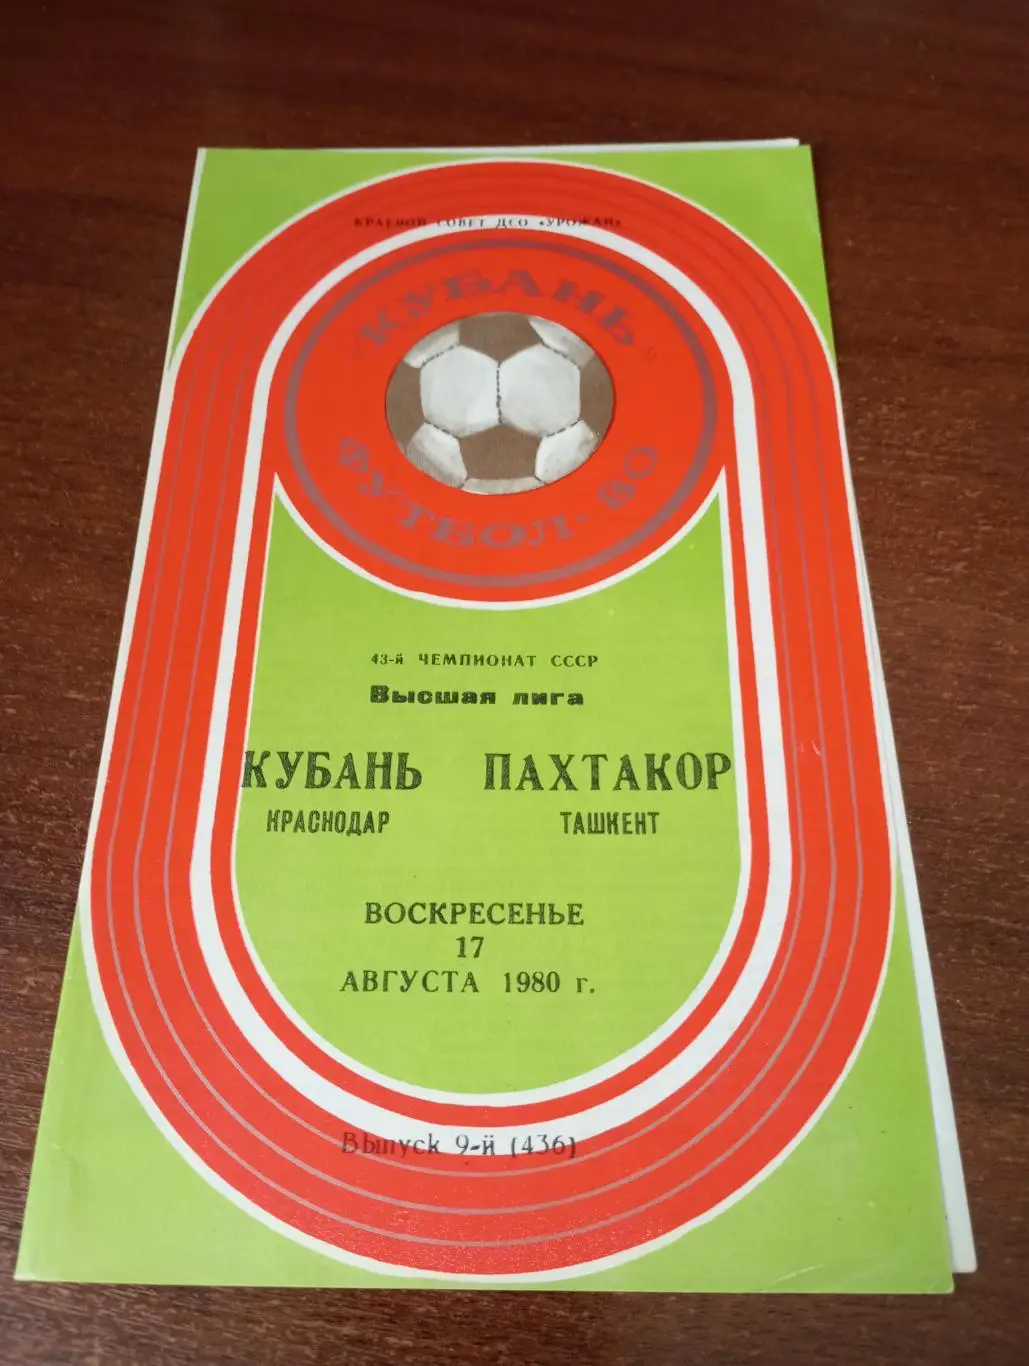 КРАЕВОЙ СОВЕТ ДСО «УРОЖАЙ»
«КУБАНЬ»
ФУТБОЛ·80
43-й ЧЕМПИОНАТ СССР
Высшая лига
КУБАНЬ ПАХТАКОР
КРАСНОДАР ТАШКЕНТ
ВОСКРЕСЕНЬЕ
17
АВГУСТА 1980 г.
Выпуск 9-й (436)